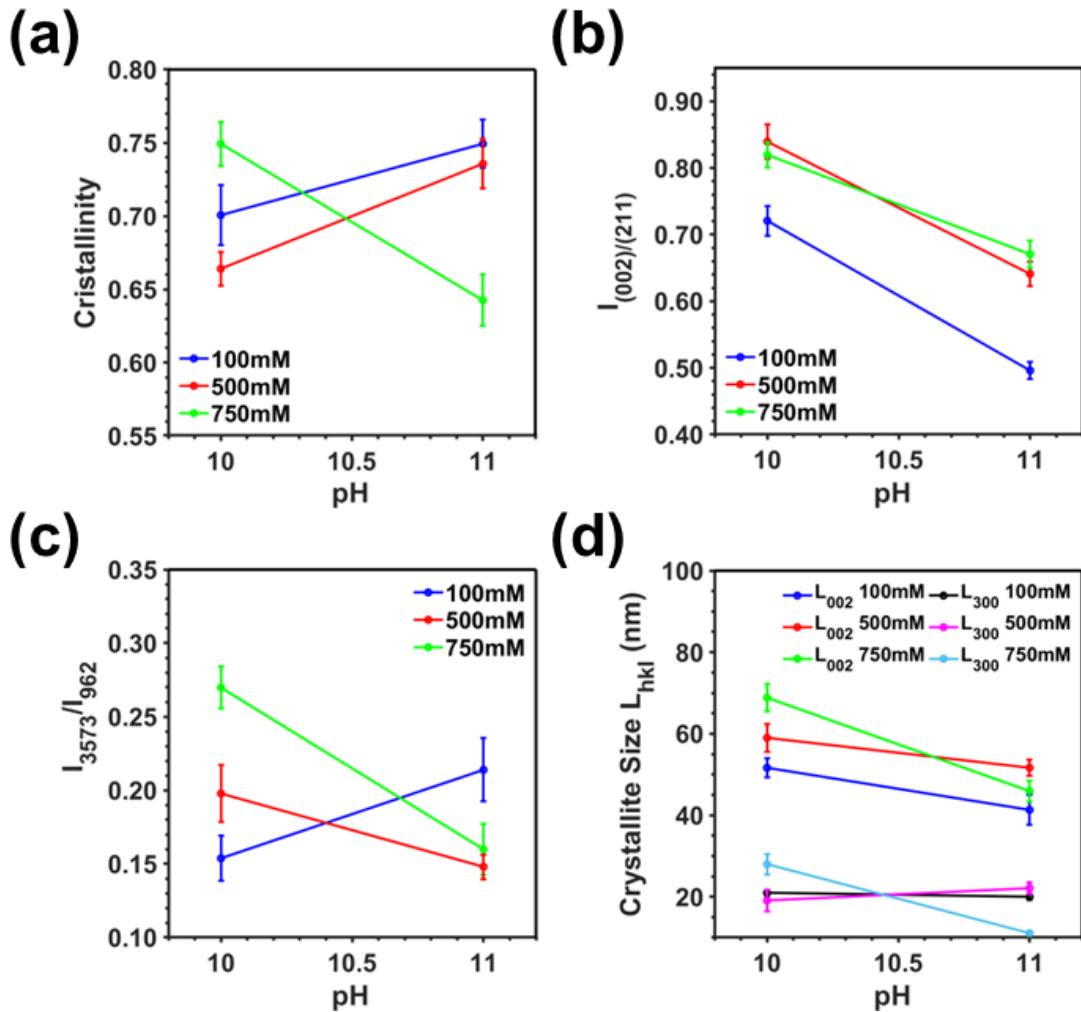 (a)
0.80
0.75
0.70
0.65
0.60
0.55
Cristallinity
100mM
500mM
750mM
10
10.5
11
pH
(b)
0.90
0.80
0.70
0.60
0.50
0.40
I(002)/(211)
100mM
500mM
750mM
10
10.5
11
pH
(c)
0.35
0.30
0.25
0.20
0.15
0.10
I3573/I962
100mM
500mM
750mM
10
10.5
11
pH
(d)
100
80
60
40
20
Crystallite Size Lhkl (nm)
L002 100mM
L300 100mM
L002 500mM
L300 500mM
L002 750mM
L300 750mM
10
10.5
11
pH